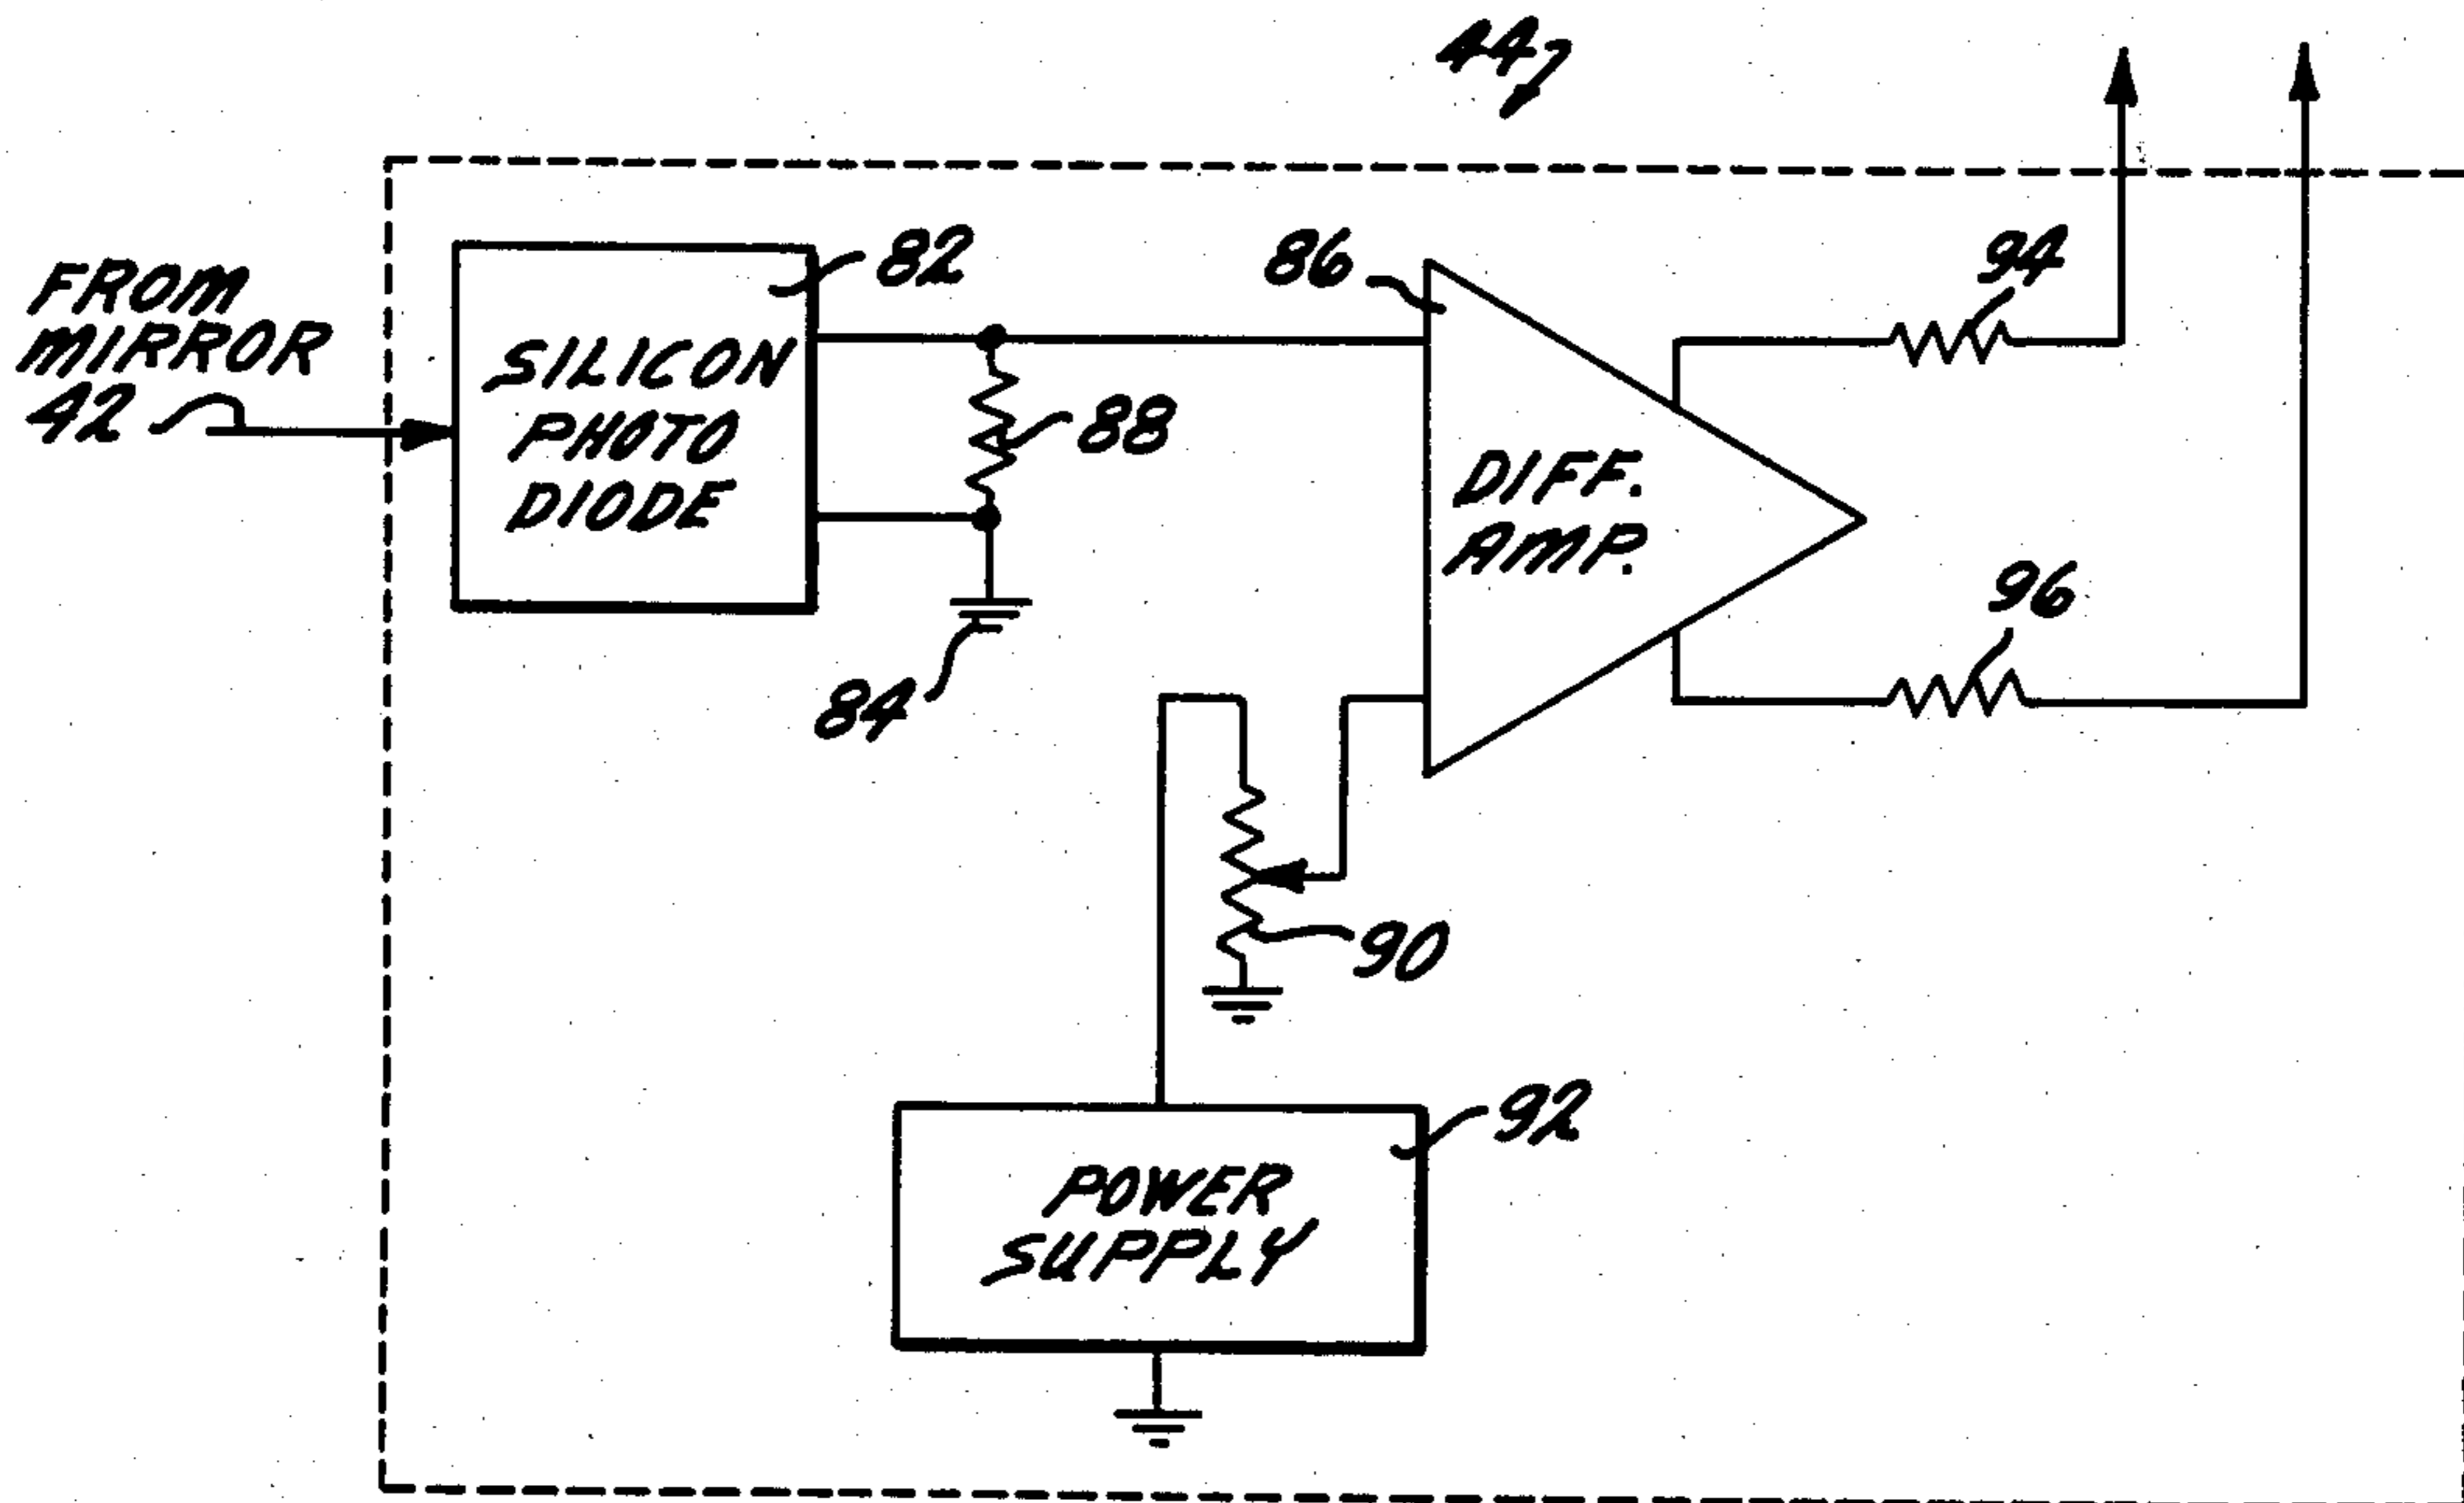 44
82
86
94
FROM
MIRROR
42
SILICON
PHOTO
DIODE
88
DIFF.
AMP.
96
84
90
92
POWER
SUPPLY